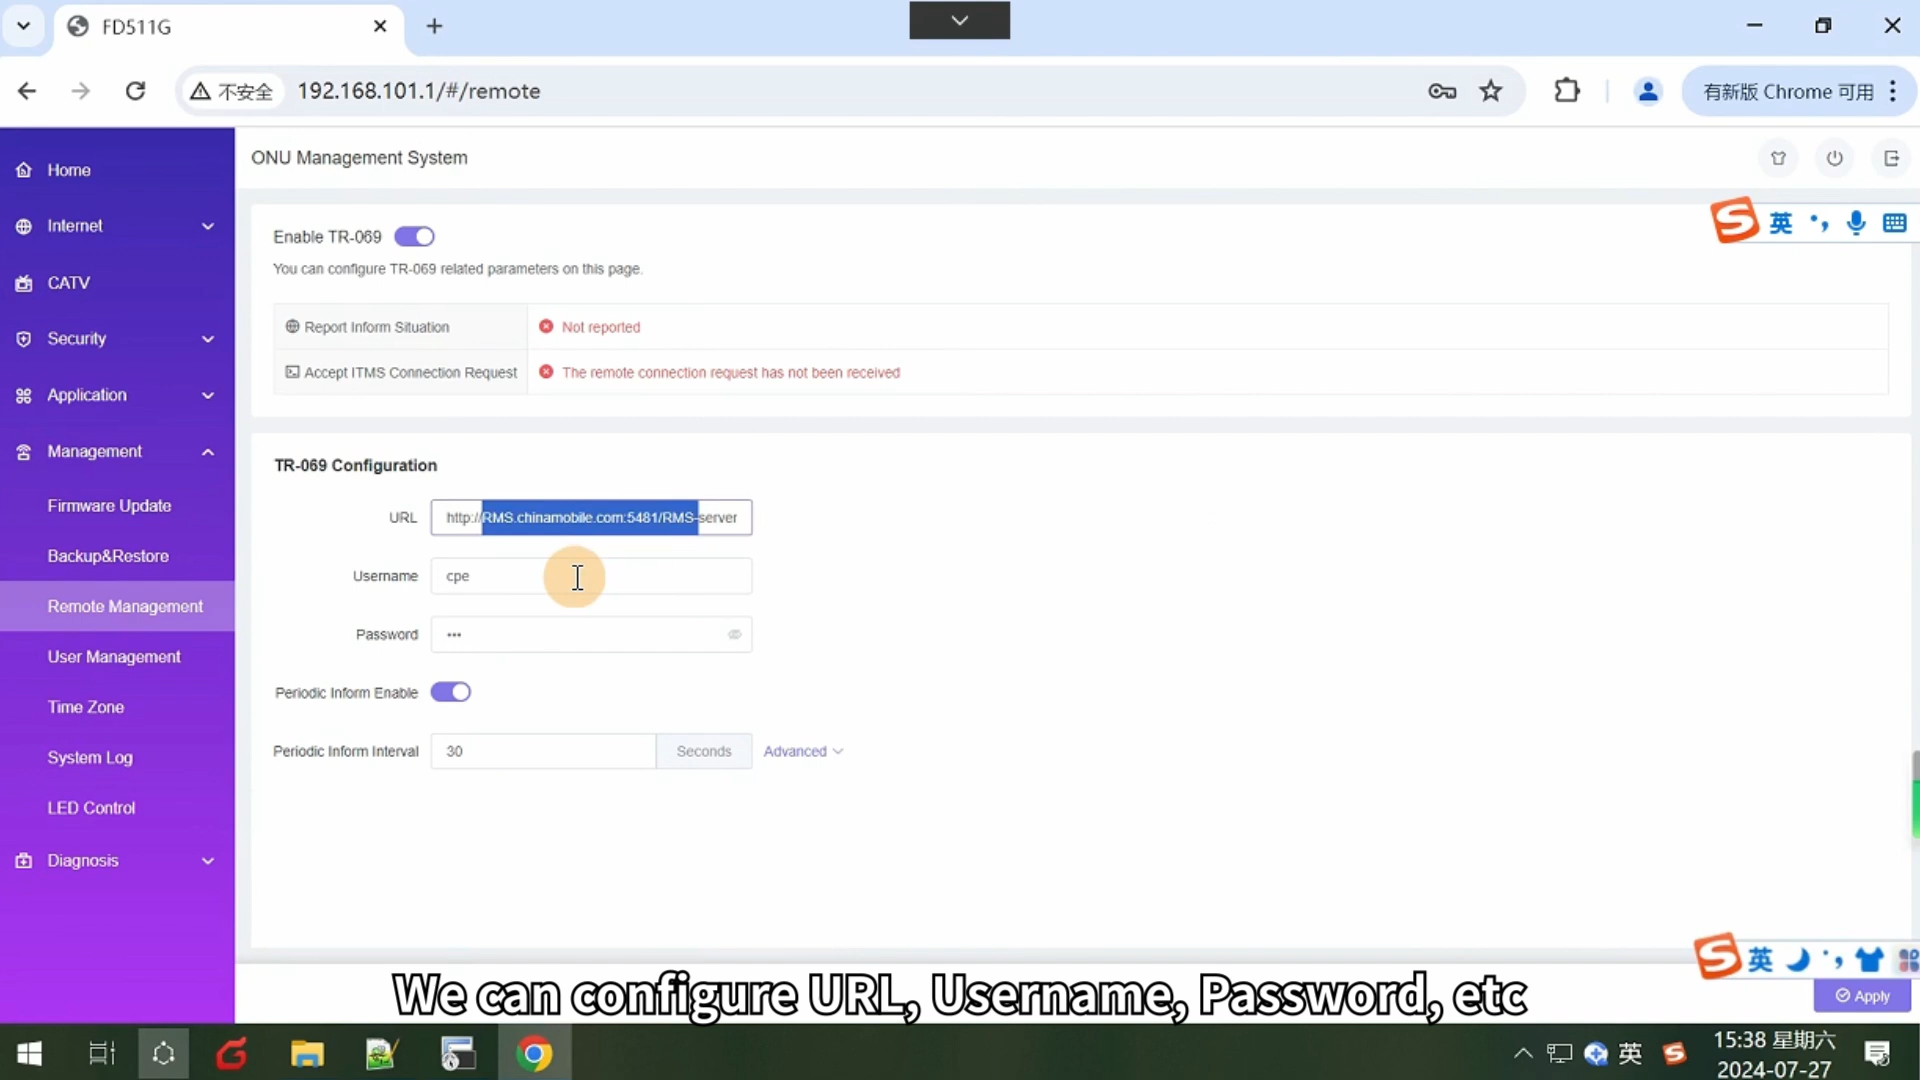 FD511G
不安全
192.168.101.1/#/remote
有新版 Chrome 可用
Home
Internet
CATV
Security
Application
Management
Firmware Update
Backup&Restore
Remote Management
User Management
Time Zone
System Log
LED Control
Diagnosis
ONU Management System
英
Enable TR-069
You can configure TR-069 related parameters on this page.
Report Inform Situation
Not reported
Accept ITMS Connection Request
The remote connection request has not been received
TR-069 Configuration
URL
http://RMS.chinamobile.com:5481/RMS-server
Username
cpe
Password
•••
Periodic Inform Enable
Periodic Inform Interval
30
Seconds
Advanced
英
Apply
We can configure URL, Username, Password, etc
英
15:38 星期六
2024-07-27